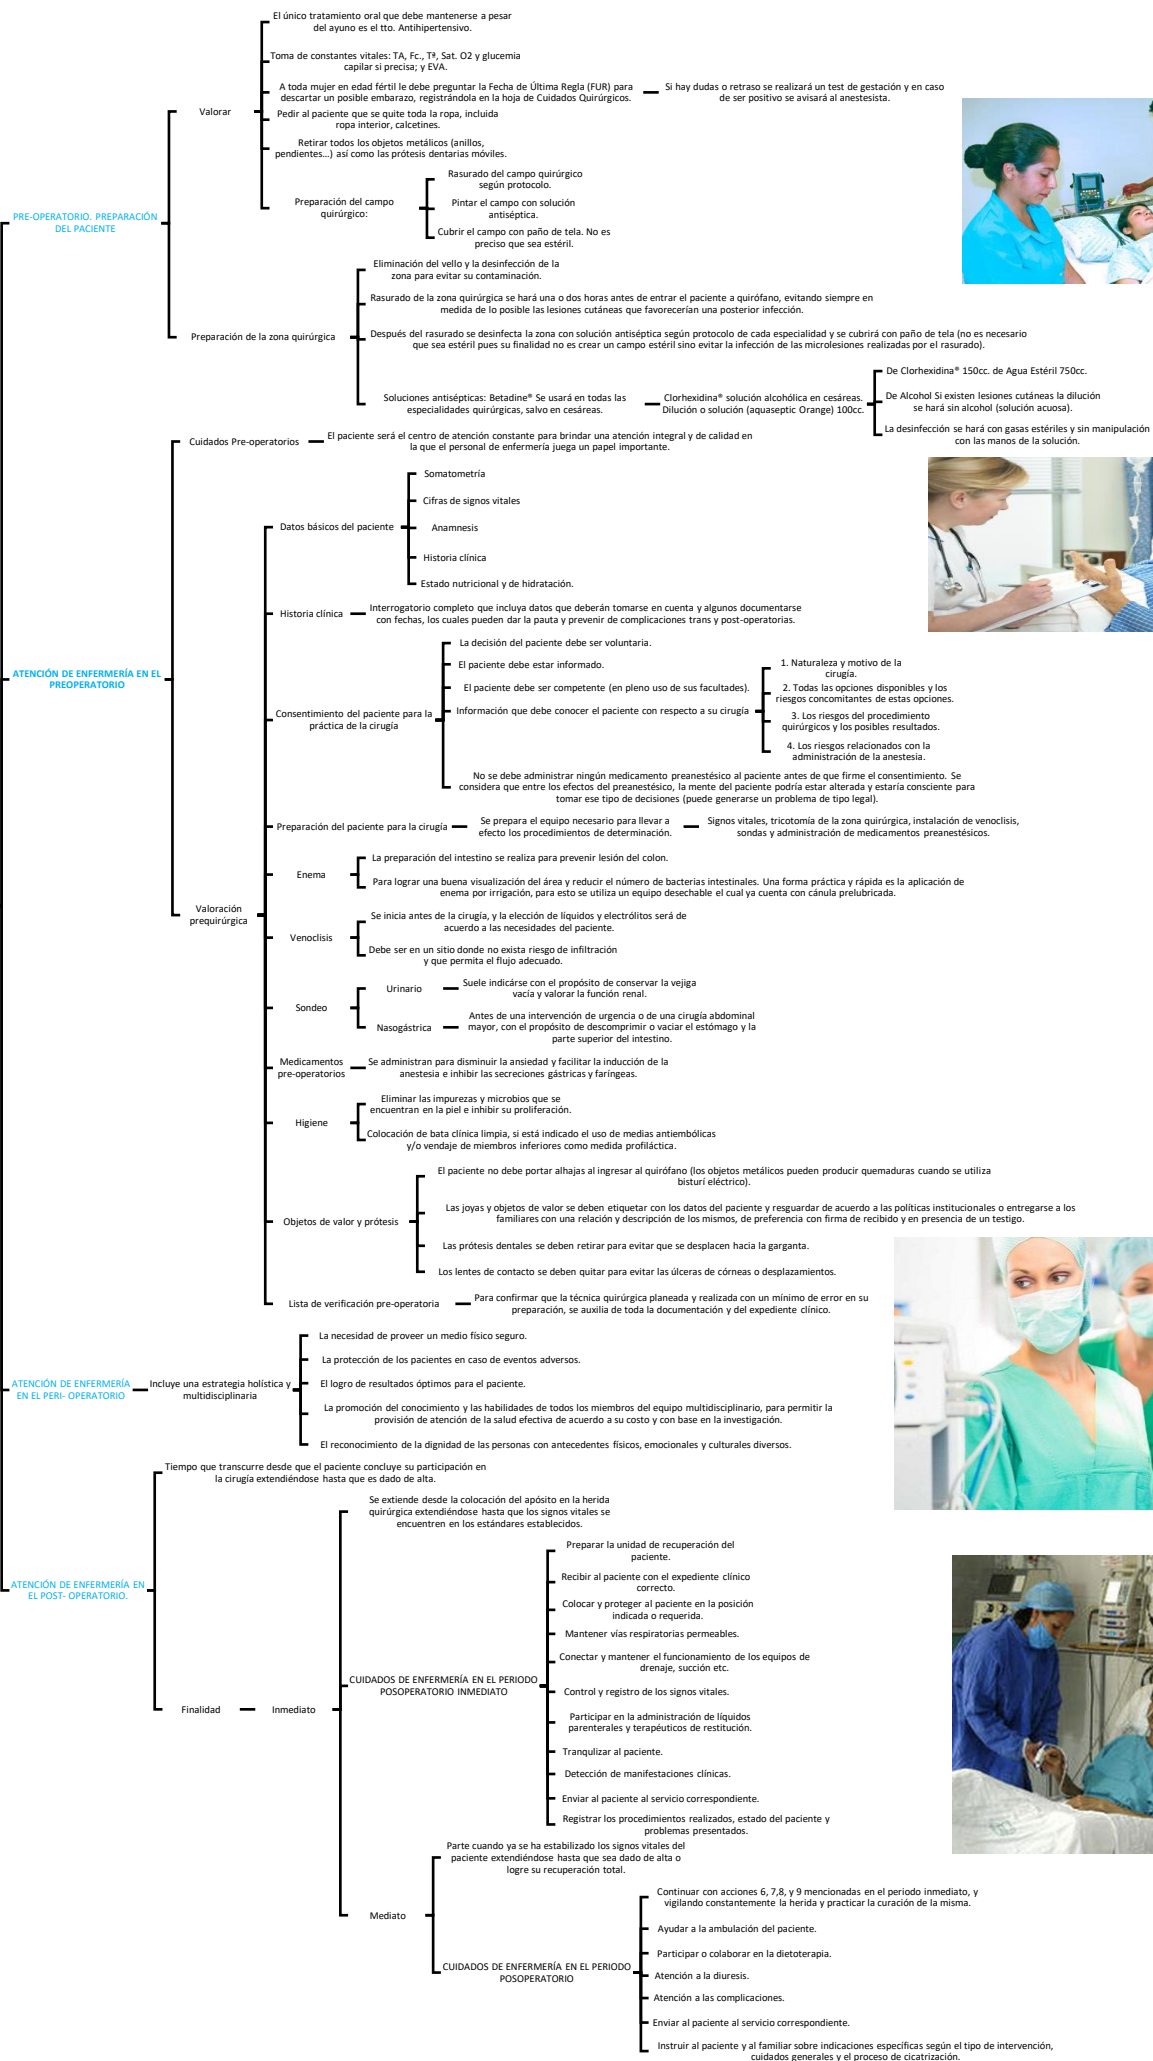 El único tratamiento oral que debe mantenerse a pesar
del ayuno es el tto. Antihipertensivo.
Toma de constantes vitales: TA, Fc., Tª, Sat. O2 y glucemia
capilar si precisa; y EVA.
A toda mujer en edad fértil le debe preguntar la Fecha de Última Regla (FUR) para
descartar un posible embarazo, registrándola en la hoja de Cuidados Quirúrgicos.
Si hay dudas o retraso se realizará un test de gestación y en caso
de ser positivo se avisará al anestesista.
Valorar
Pedir al paciente que se quite toda la ropa, incluida
ropa interior, calcetines.
Retirar todos los objetos metálicos (anillos,
pendientes...) así como las prótesis dentarias móviles.
Preparación del campo
quirúrgico:
Rasurado del campo quirúrgico
según protocolo.
Pintar el campo con solución
antiséptica.
Cubrir el campo con paño de tela. No es
preciso que sea estéril.
PRE-OPERATORIO. PREPARACIÓN
DEL PACIENTE
Eliminación del vello y la desinfección de la
zona para evitar su contaminación.
Rasurado de la zona quirúrgica se hará una o dos horas antes de entrar el paciente a quirófano, evitando siempre en
medida de lo posible las lesiones cutáneas que favorecerían una posterior infección.
Preparación de la zona quirúrgica
Después del rasurado se desinfecta la zona con solución antiséptica según protocolo de cada especialidad y se cubrirá con paño de tela (no es necesario
que sea estéril pues su finalidad no es crear un campo estéril sino evitar la infección de las microlesiones realizadas por el rasurado).
Soluciones antisépticas: Betadine® Se usará en todas las
especialidades quirúrgicas, salvo en cesáreas.
Clorhexidina® solución alcohólica en cesáreas.
Dilución o solución (aquaseptic Orange) 100cc.
De Clorhexidina® 150cc. de Agua Estéril 750cc.
De Alcohol Si existen lesiones cutáneas la dilución
se hará sin alcohol (solución acuosa).
La desinfección se hará con gasas estériles y sin manipulación
con las manos de la solución.
Cuidados Pre-operatorios
El paciente será el centro de atención constante para brindar una atención integral y de calidad en
la que el personal de enfermería juega un papel importante.
Datos básicos del paciente
Somatometría
Cifras de signos vitales
Anamnesis
Historia clínica
Estado nutricional y de hidratación.
Historia clínica
Interrogatorio completo que incluya datos que deberán tomarse en cuenta y algunos documentarse
con fechas, los cuales pueden dar la pauta y prevenir de complicaciones trans y post-operatorias.
ATENCIÓN DE ENFERMERÍA EN EL
PREOPERATORIO
Consentimiento del paciente para la
práctica de la cirugía
La decisión del paciente debe ser voluntaria.
El paciente debe estar informado.
El paciente debe ser competente (en pleno uso de sus facultades).
Información que debe conocer el paciente con respecto a su cirugía
1. Naturaleza y motivo de la
cirugía.
2. Todas las opciones disponibles y los
riesgos concomitantes de estas opciones.
3. Los riesgos del procedimiento
quirúrgicos y los posibles resultados.
4. Los riesgos relacionados con la
administración de la anestesia.
No se debe administrar ningún medicamento preanestésico al paciente antes de que firme el consentimiento. Se
considera que entre los efectos del preanestésico, la mente del paciente podría estar alterada y estaría consciente para
tomar ese tipo de decisiones (puede generarse un problema de tipo legal).
Preparación del paciente para la cirugía
Se prepara el equipo necesario para llevar a
efecto los procedimientos de determinación.
Signos vitales, tricotomía de la zona quirúrgica, instalación de venoclisis,
sondas y administración de medicamentos preanestésicos.
Enema
La preparación del intestino se realiza para prevenir lesión del colon.
Para lograr una buena visualización del área y reducir el número de bacterias intestinales. Una forma práctica y rápida es la aplicación de
enema por irrigación, para esto se utiliza un equipo desechable el cual ya cuenta con cánula prelubricada.
Valoración
prequirúrgica
Venoclisis
Se inicia antes de la cirugía, y la elección de líquidos y electrólitos será de
acuerdo a las necesidades del paciente.
Debe ser en un sitio donde no exista riesgo de infiltración
y que permita el flujo adecuado.
Sondeo
Urinario
Suele indicárse con el propósito de conservar la vejiga
vacía y valorar la función renal.
Nasogástrica
Antes de una intervención de urgencia o de una cirugía abdominal
mayor, con el propósito de descomprimir o vaciar el estómago y la
parte superior del intestino.
Medicamentos
pre-operatorios
Se administran para disminuir la ansiedad y facilitar la inducción de la
anestesia e inhibir las secreciones gástricas y faríngeas.
Higiene
Eliminar las impurezas y microbios que se
encuentran en la piel e inhibir su proliferación.
Colocación de bata clínica limpia, si está indicado el uso de medias antiembólicas
y/o vendaje de miembros inferiores como medida profiláctica.
Objetos de valor y prótesis
El paciente no debe portar alhajas al ingresar al quirófano (los objetos metálicos pueden producir quemaduras cuando se utiliza
bisturí eléctrico).
Las joyas y objetos de valor se deben etiquetar con los datos del paciente y resguardar de acuerdo a las políticas institucionales o entregarse a los
familiares con una relación y descripción de los mismos, de preferencia con firma de recibido y en presencia de un testigo.
Las prótesis dentales se deben retirar para evitar que se desplacen hacia la garganta.
Los lentes de contacto se deben quitar para evitar las úlceras de córneas o desplazamientos.
Lista de verificación pre-operatoria
Para confirmar que la técnica quirúrgica planeada y realizada con un mínimo de error en su
preparación, se auxilia de toda la documentación y del expediente clínico.
ATENCIÓN DE ENFERMERÍA
EN EL PERI- OPERATORIO
Incluye una estrategia holística y
multidisciplinaria
La necesidad de proveer un medio físico seguro.
La protección de los pacientes en caso de eventos adversos.
El logro de resultados óptimos para el paciente.
La promoción del conocimiento y las habilidades de todos los miembros del equipo multidisciplinario, para permitir la
provisión de atención de la salud efectiva de acuerdo a su costo y con base en la investigación.
El reconocimiento de la dignidad de las personas con antecedentes físicos, emocionales y culturales diversos.
Tiempo que transcurre desde que el paciente concluye su participación en
la cirugía extendiéndose hasta que es dado de alta.
ATENCIÓN DE ENFERMERÍA EN
EL POST- OPERATORIO.
Finalidad
Inmediato
Se extiende desde la colocación del apósito en la herida
quirúrgica extendiéndose hasta que los signos vitales se
encuentren en los estándares establecidos.
CUIDADOS DE ENFERMERÍA EN EL PERIODO
POSOPERATORIO INMEDIATO
Preparar la unidad de recuperación del
paciente.
Recibir al paciente con el expediente clínico
correcto.
Colocar y proteger al paciente en la posición
indicada o requerida.
Mantener vías respiratorias permeables.
Conectar y mantener el funcionamiento de los equipos de
drenaje, succión etc.
Control y registro de los signos vitales.
Participar en la administración de líquidos
parenterales y terapéuticos de restitución.
Tranqulizar al paciente.
Detección de manifestaciones clínicas.
Enviar al paciente al servicio correspondiente.
Registrar los procedimientos realizados, estado del paciente y
problemas presentados.
Mediato
Parte cuando ya se ha estabilizado los signos vitales del
paciente extendiéndose hasta que sea dado de alta o
logre su recuperación total.
CUIDADOS DE ENFERMERÍA EN EL PERIODO
POSOPERATORIO
Continuar con acciones 6, 7,8, y 9 mencionadas en el periodo inmediato, y
vigilando constantemente la herida y practicar la curación de la misma.
Ayudar a la ambulación del paciente.
Participar o colaborar en la dietoterapia.
Atención a la diuresis.
Atención a las complicaciones.
Enviar al paciente al servicio correspondiente.
Instruir al paciente y al familiar sobre indicaciones específicas según el tipo de intervención,
cuidados generales y el proceso de cicatrización.